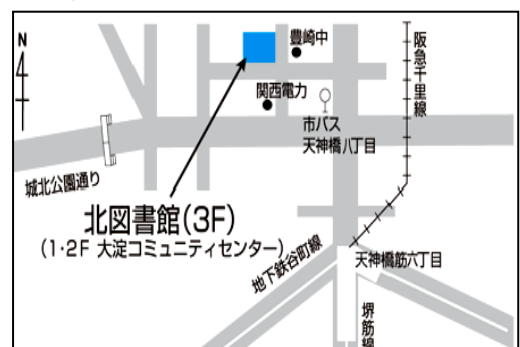 N
豊崎中
阪急千里線
関西電力
市バス
天神橋八丁目
城北公園通り
北図書館(3F)
(1・2F 大淀コミュニティセンター)
地下鉄谷町線
天神橋筋六丁目
堺筋線